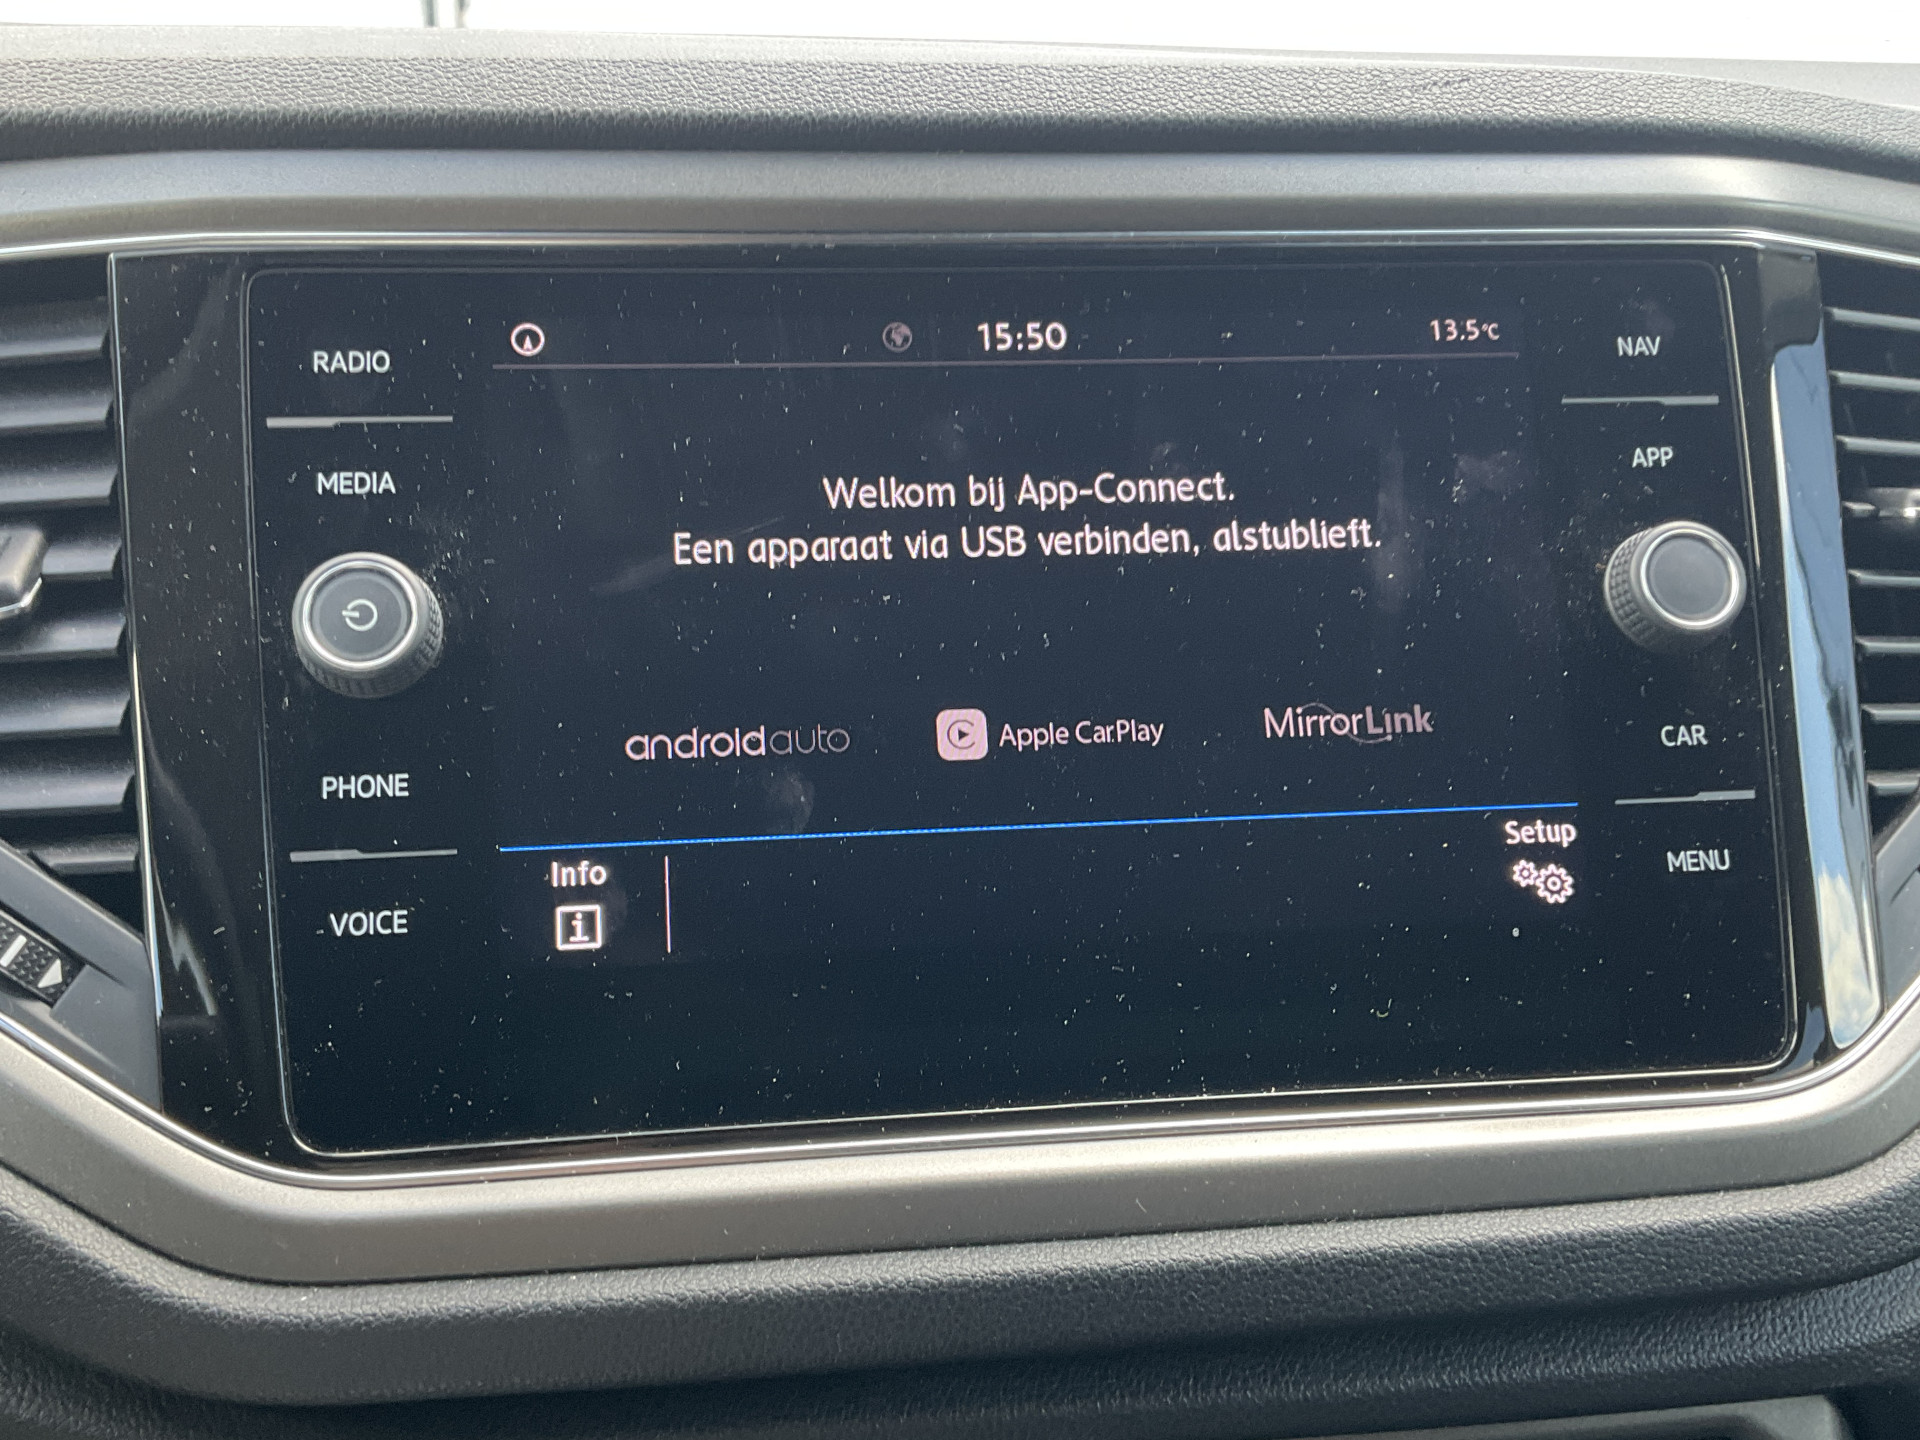 15:50
13.5°C
RADIO
MEDIA
PHONE
VOICE
NAV
APP
CAR
MENU
Welkom bij App-Connect.
Een apparaat via USB verbinden, alstublieft.
androidauto
Apple CarPlay
MirrorLink
Info
i
Setup